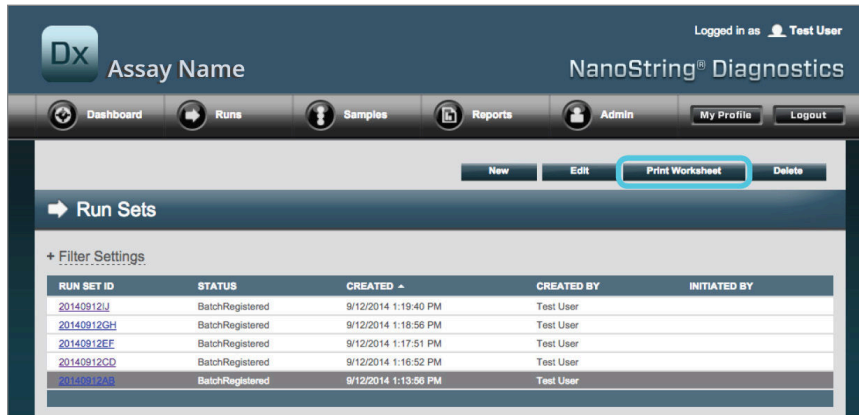 Logged in as Test User
Dx Assay Name
NanoString® Diagnostics
Dashboard Runs Samples Reports Admin My Profile Logout
New Edit Print Worksheet Delete
Run Sets
+ Filter Settings
RUN SET ID STATUS CREATED CREATED BY INITIATED BY
20140912IJ BatchRegistered 9/12/2014 1:19:40 PM Test User
20140912GH BatchRegistered 9/12/2014 1:18:56 PM Test User
20140912EF BatchRegistered 9/12/2014 1:17:51 PM Test User
20140912CD BatchRegistered 9/12/2014 1:16:52 PM Test User
20140912AB BatchRegistered 9/12/2014 1:13:56 PM Test User